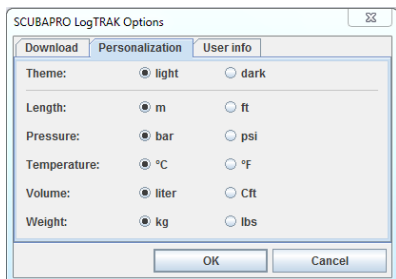 SCUBAPRO LogTRAK Options
Download Personalization User info
Theme: light dark
Length: m ft
Pressure: bar psi
Temperature: °C °F
Volume: liter Cft
Weight: kg lbs
OK Cancel